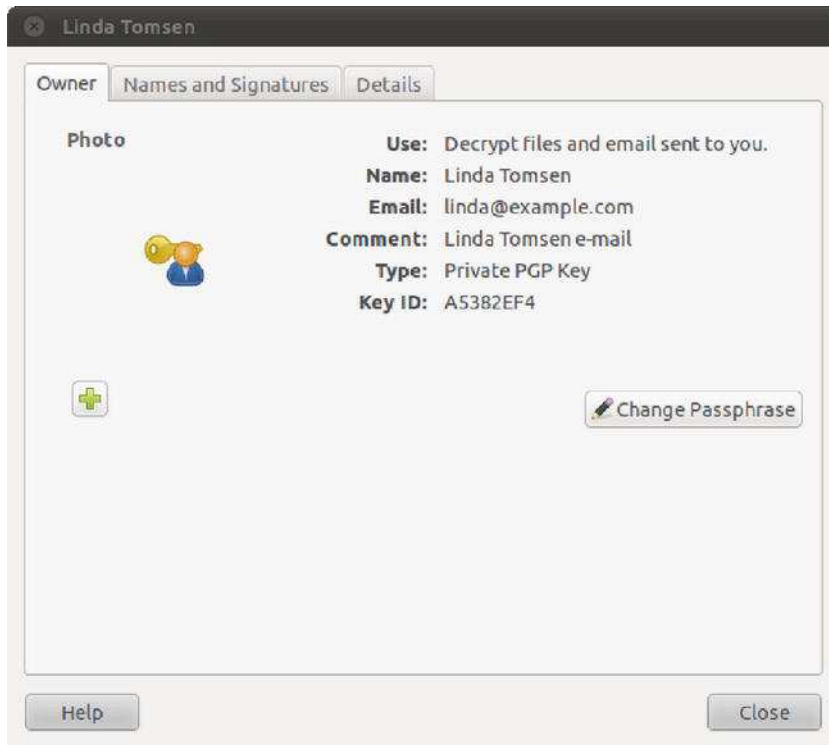 Linda Tomsen
Owner Names and Signatures Details
Photo
Use: Decrypt files and email sent to you.
Name: Linda Tomsen
Email: linda@example.com
Comment: Linda Tomsen e-mail
Type: Private PGP Key
Key ID: A5382EF4
Change Passphrase
Help Close